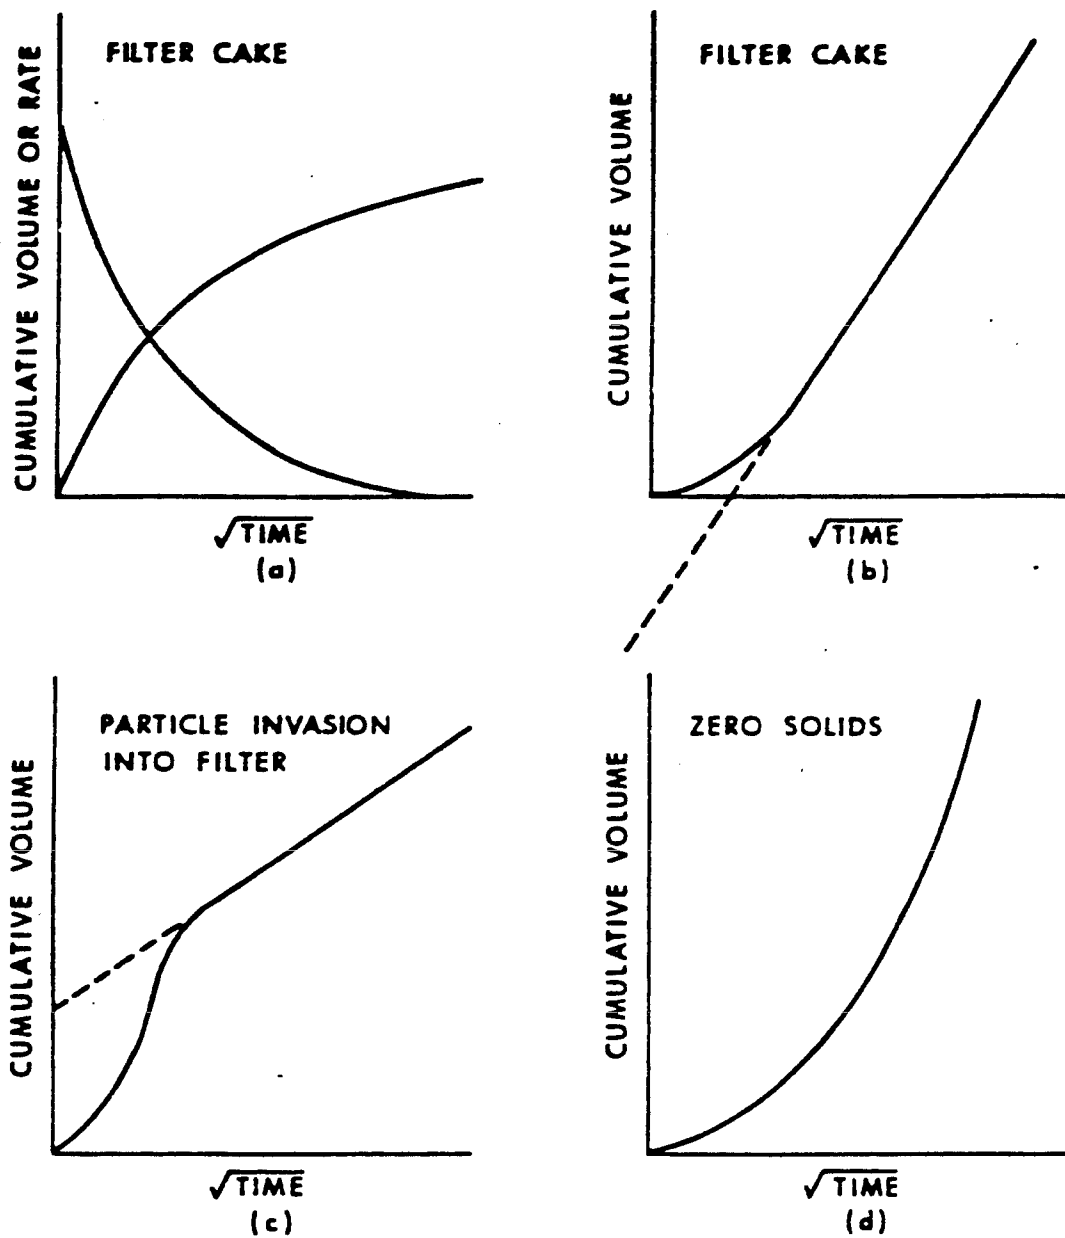 FILTER CAKE
CUMULATIVE VOLUME OR RATE
√TIME
(a)
FILTER CAKE
CUMULATIVE VOLUME
√TIME
(b)
PARTICLE INVASION
INTO FILTER
CUMULATIVE VOLUME
√TIME
(c)
ZERO SOLIDS
CUMULATIVE VOLUME
√TIME
(d)